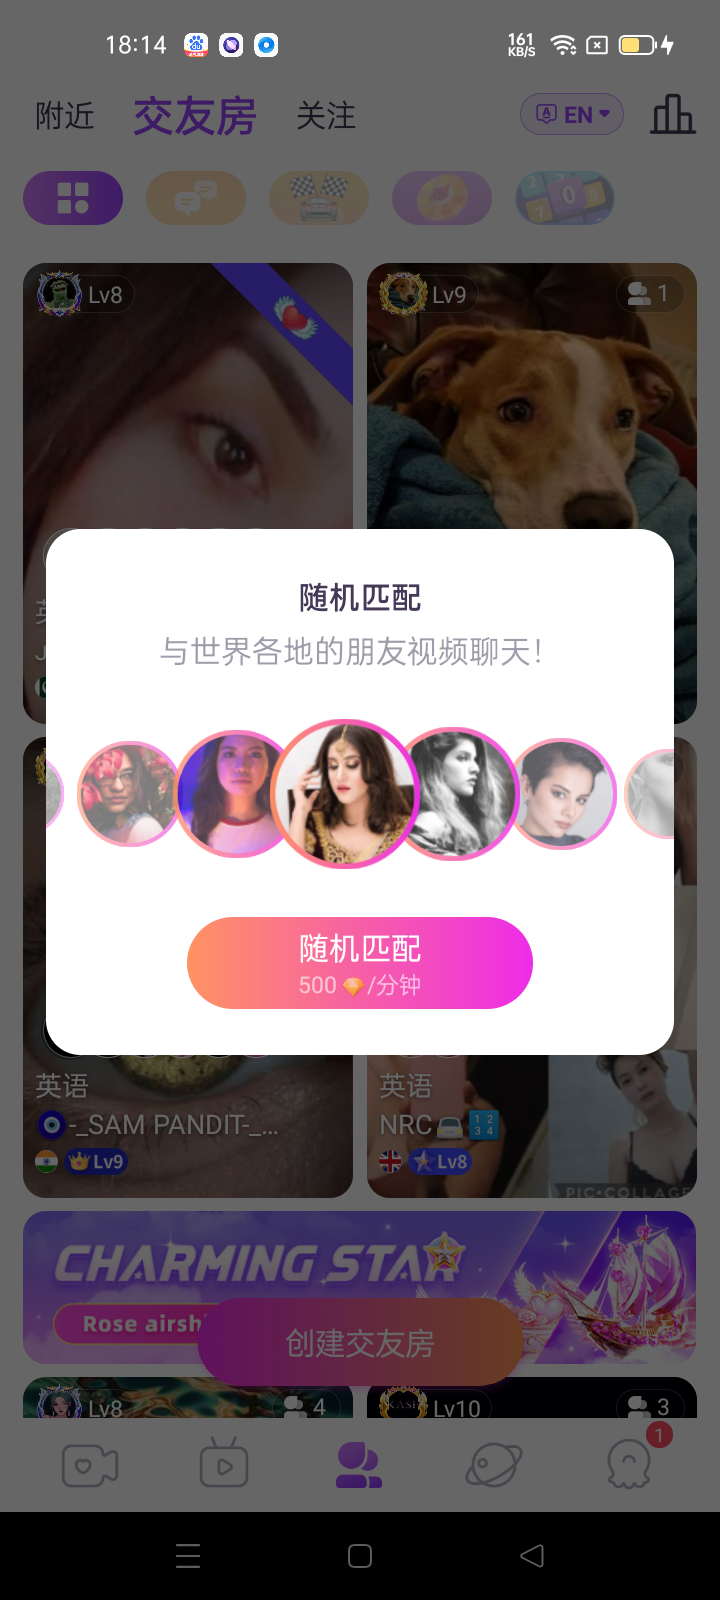 18:14
161
KB/S
附近
交友房
关注
EN
Lv8
Lv9
1
随机匹配
与世界各地的朋友视频聊天！
随机匹配
500/分钟
英语
-_SAM PANDIT-_...
Lv9
英语
NRC
Lv8
PIC•COLLAGE
CHARMING STAR
Rose airsh
创建交友房
Lv8
4
Lv10
3
1